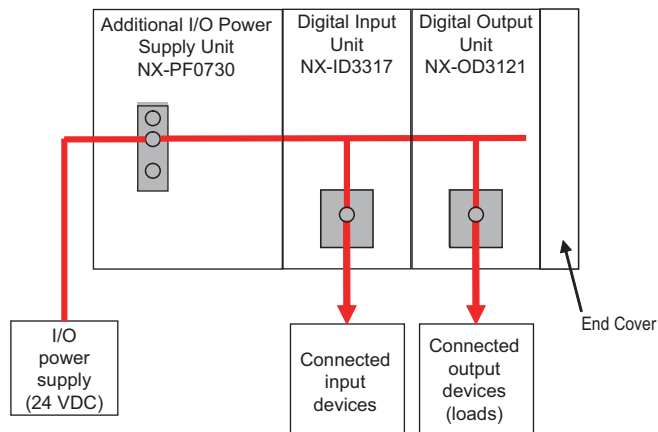 Additional I/O Power
Supply Unit
NX-PF0730
Digital Input
Unit
NX-ID3317
Digital Output
Unit
NX-OD3121
End Cover
I/O
power
supply
(24 VDC)
Connected
input
devices
Connected
output
devices
(loads)